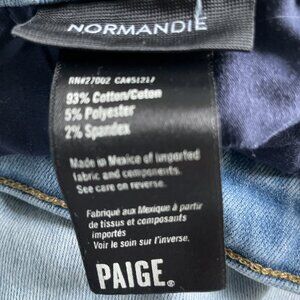 NORMANDIE
RN#27002 CA#51217
93% Cotton/Coton
5% Polyester
2% Spandex
Made in Mexico of imported
fabric and components.
See care on reverse.
Fabriqué aux Mexique à partir
de tissus et composants
importés
Voir le soin sur l'inverse.
PAIGE®